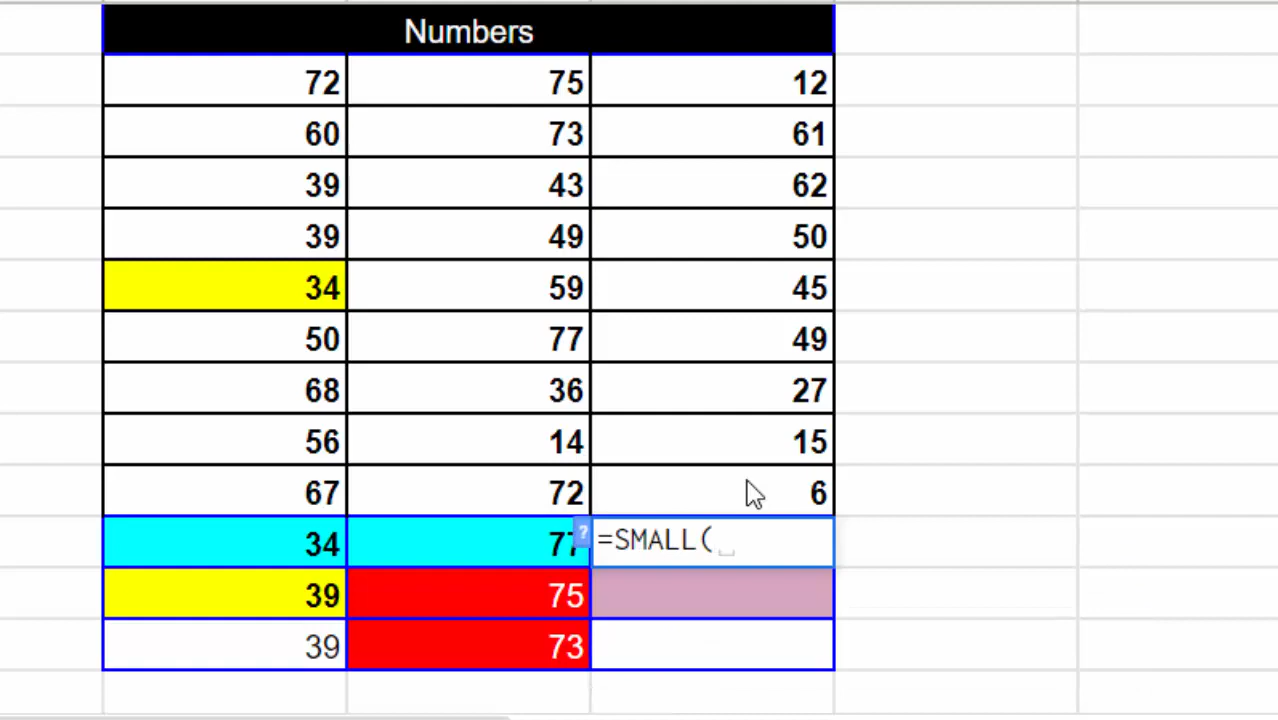 Numbers
72 75 12
60 73 61
39 43 62
39 49 50
34 59 45
50 77 49
68 36 27
56 14 15
67 72 6
34 77 ? =SMALL(
39 75
39 73